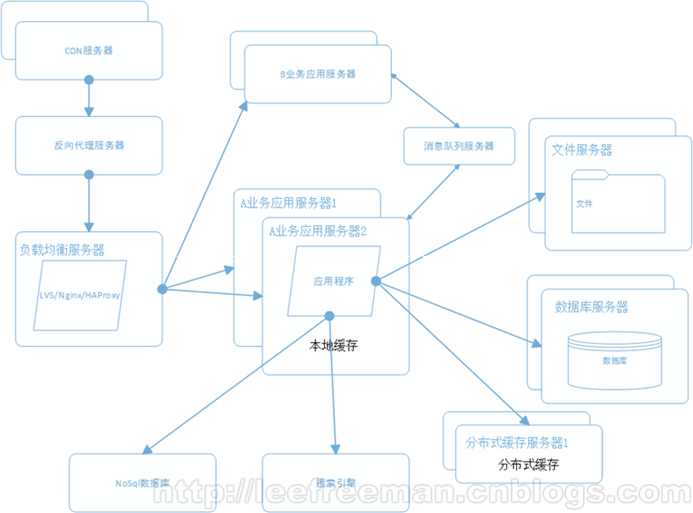 CDN服务器
B业务应用服务器
反向代理服务器
消息队列服务器
文件服务器
文件
A业务应用服务器1
A业务应用服务器2
负载均衡服务器
LVS/Nginx/HAProxy
应用程序
本地缓存
数据库服务器
数据库
分布式缓存服务器1
分布式缓存
NoSql数据库
搜索引擎
http://leefreeman.cnblogs.com